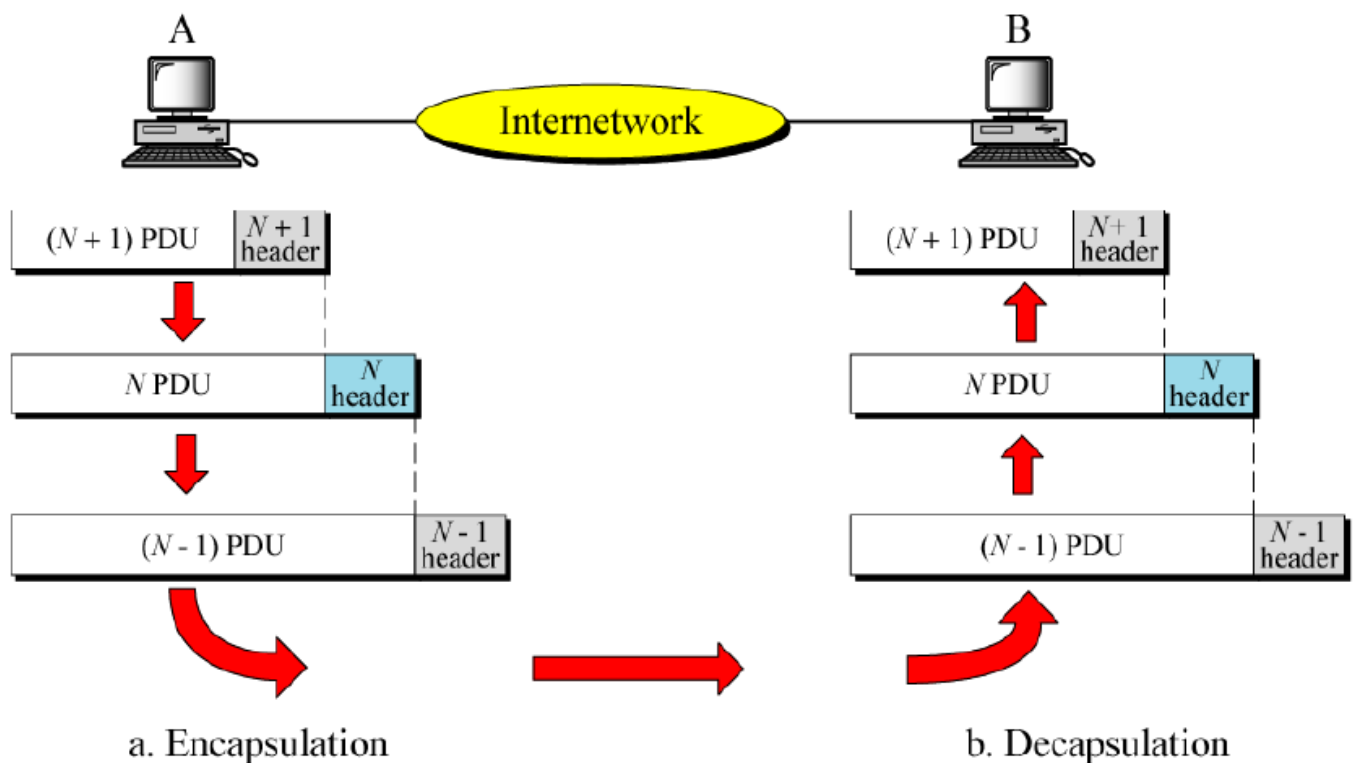 A
B
Internetwork
(N + 1) PDU
N + 1
header
(N + 1) PDU
N+ 1
header
N PDU
N
header
N PDU
N
header
(N - 1) PDU
N - 1
header
(N - 1) PDU
N - 1
header
a. Encapsulation
b. Decapsulation